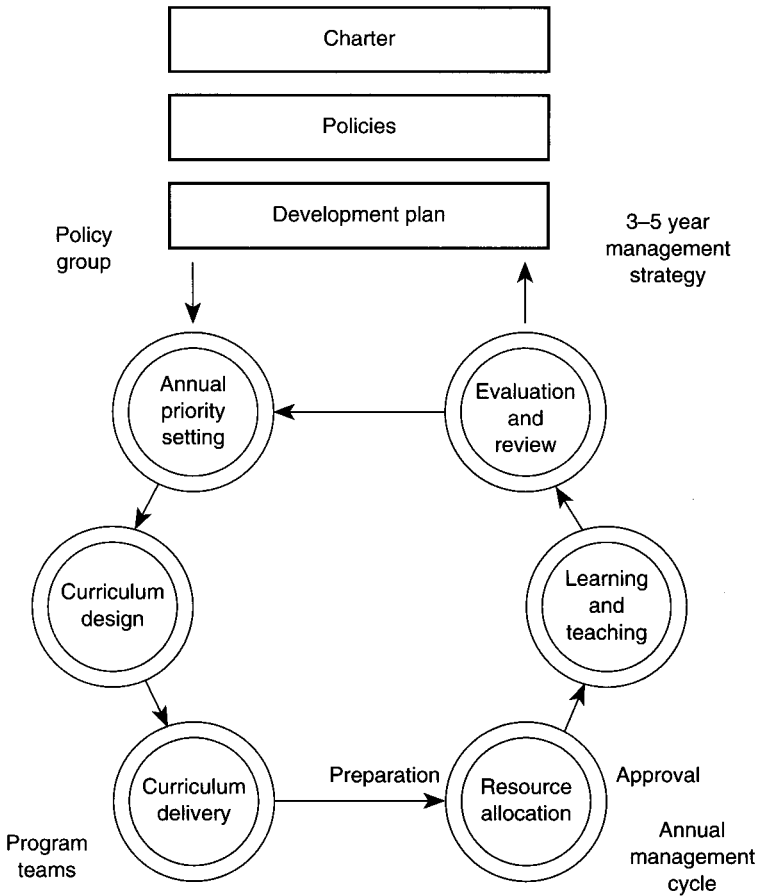 Charter
Policies
Development plan
Policy
group
3–5 year
management
strategy
Annual
priority
setting
Evaluation
and
review
Curriculum
design
Learning
and
teaching
Curriculum
delivery
Preparation
Resource
allocation
Approval
Program
teams
Annual
management
cycle